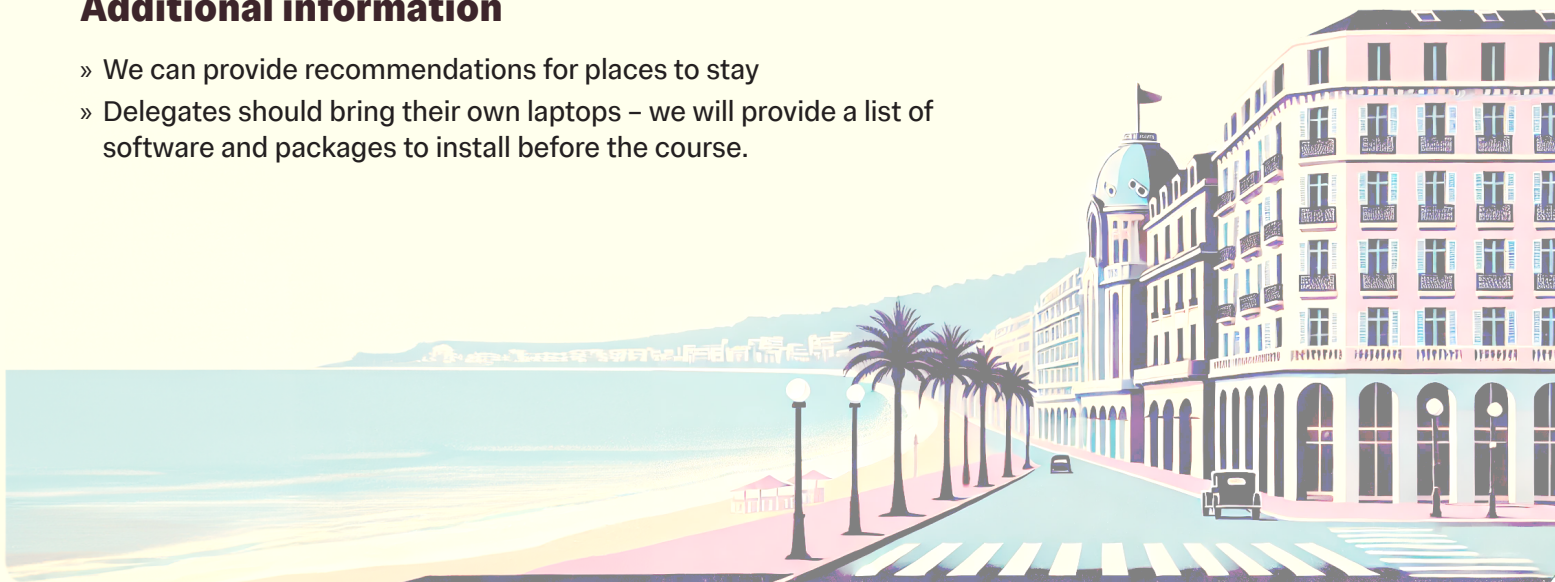 Additional information
» We can provide recommendations for places to stay
» Delegates should bring their own laptops – we will provide a list of
software and packages to install before the course.